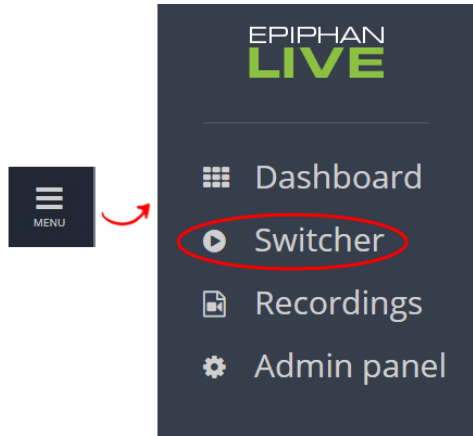 MENU
EPIPHAN
LIVE
Dashboard
Switcher
Recordings
Admin panel